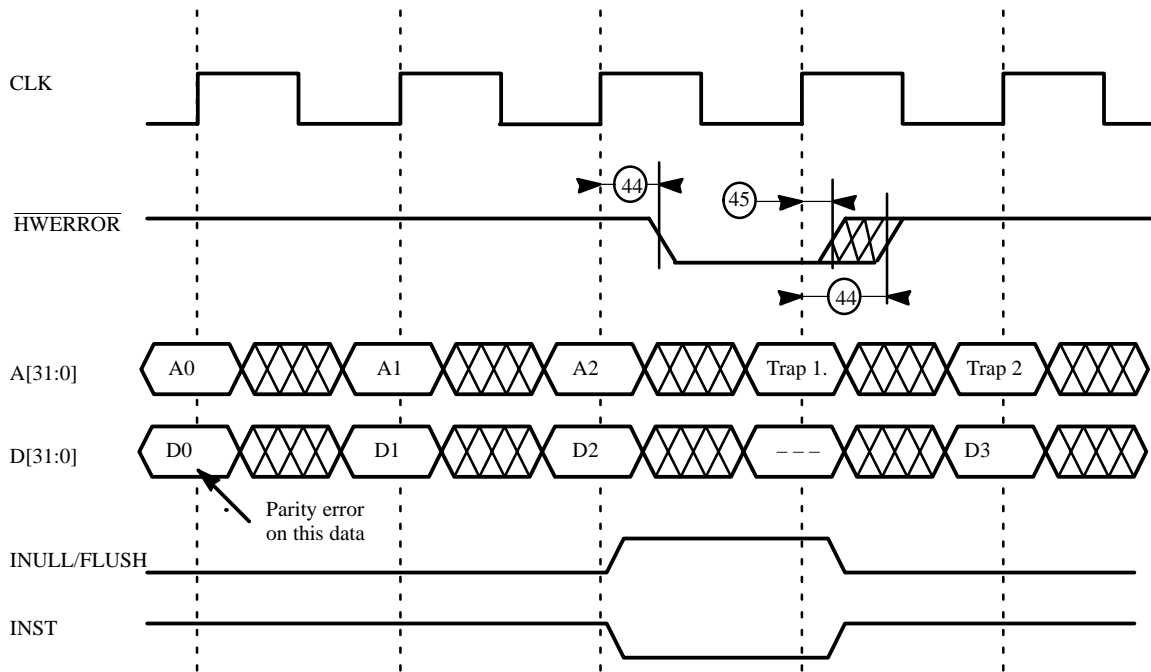 CLK
44
45
HWERROR
44
A[31:0]
A0
A1
A2
Trap 1.
Trap 2
D[31:0]
D0
D1
D2
– – –
D3
Parity error
on this data
INULL/FLUSH
INST